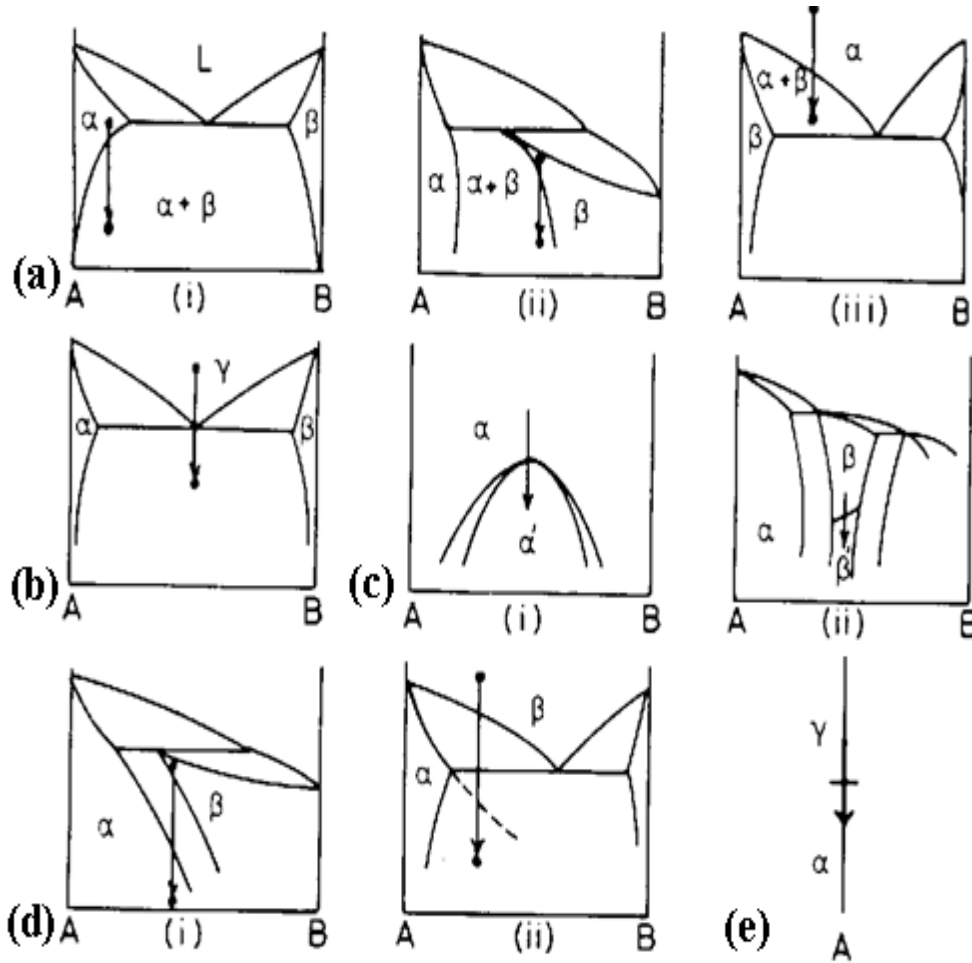 L
α
β
α + β
A
B
(i)
α
α+ β
β
A
B
(ii)
α
α + β
β
A
B
(iii)
(a)
γ
α
β
A
B
(b)
α
α'
A
B
(i)
(c)
β
α
β'
A
B
(ii)
α
β
A
B
(i)
(d)
β
α
A
B
(ii)
γ
α
A
(e)